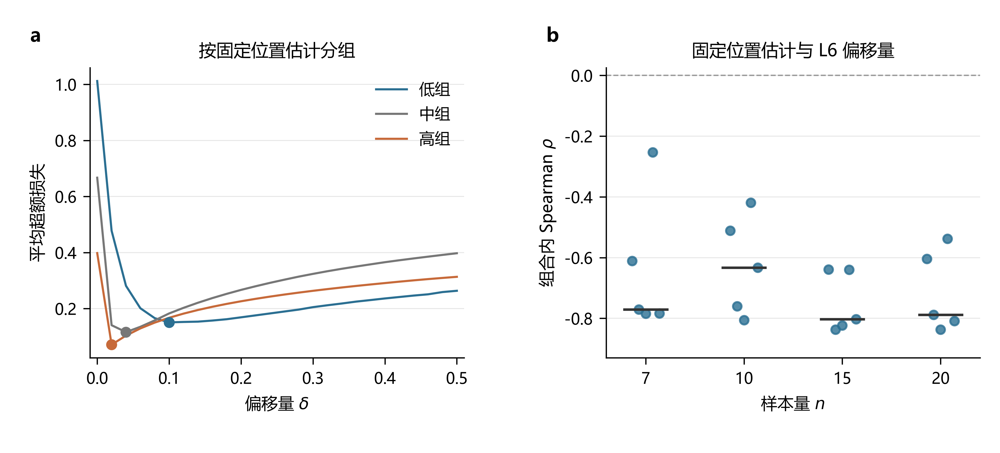 a
按固定位置估计分组
1.0
0.8
0.6
0.4
0.2
平均超额损失
低组
中组
高组
0.0 0.1 0.2 0.3 0.4 0.5
偏移量 δ
b
固定位置估计与 L6 偏移量
0.0
-0.2
-0.4
-0.6
-0.8
组合内 Spearman ρ
7 10 15 20
样本量 n